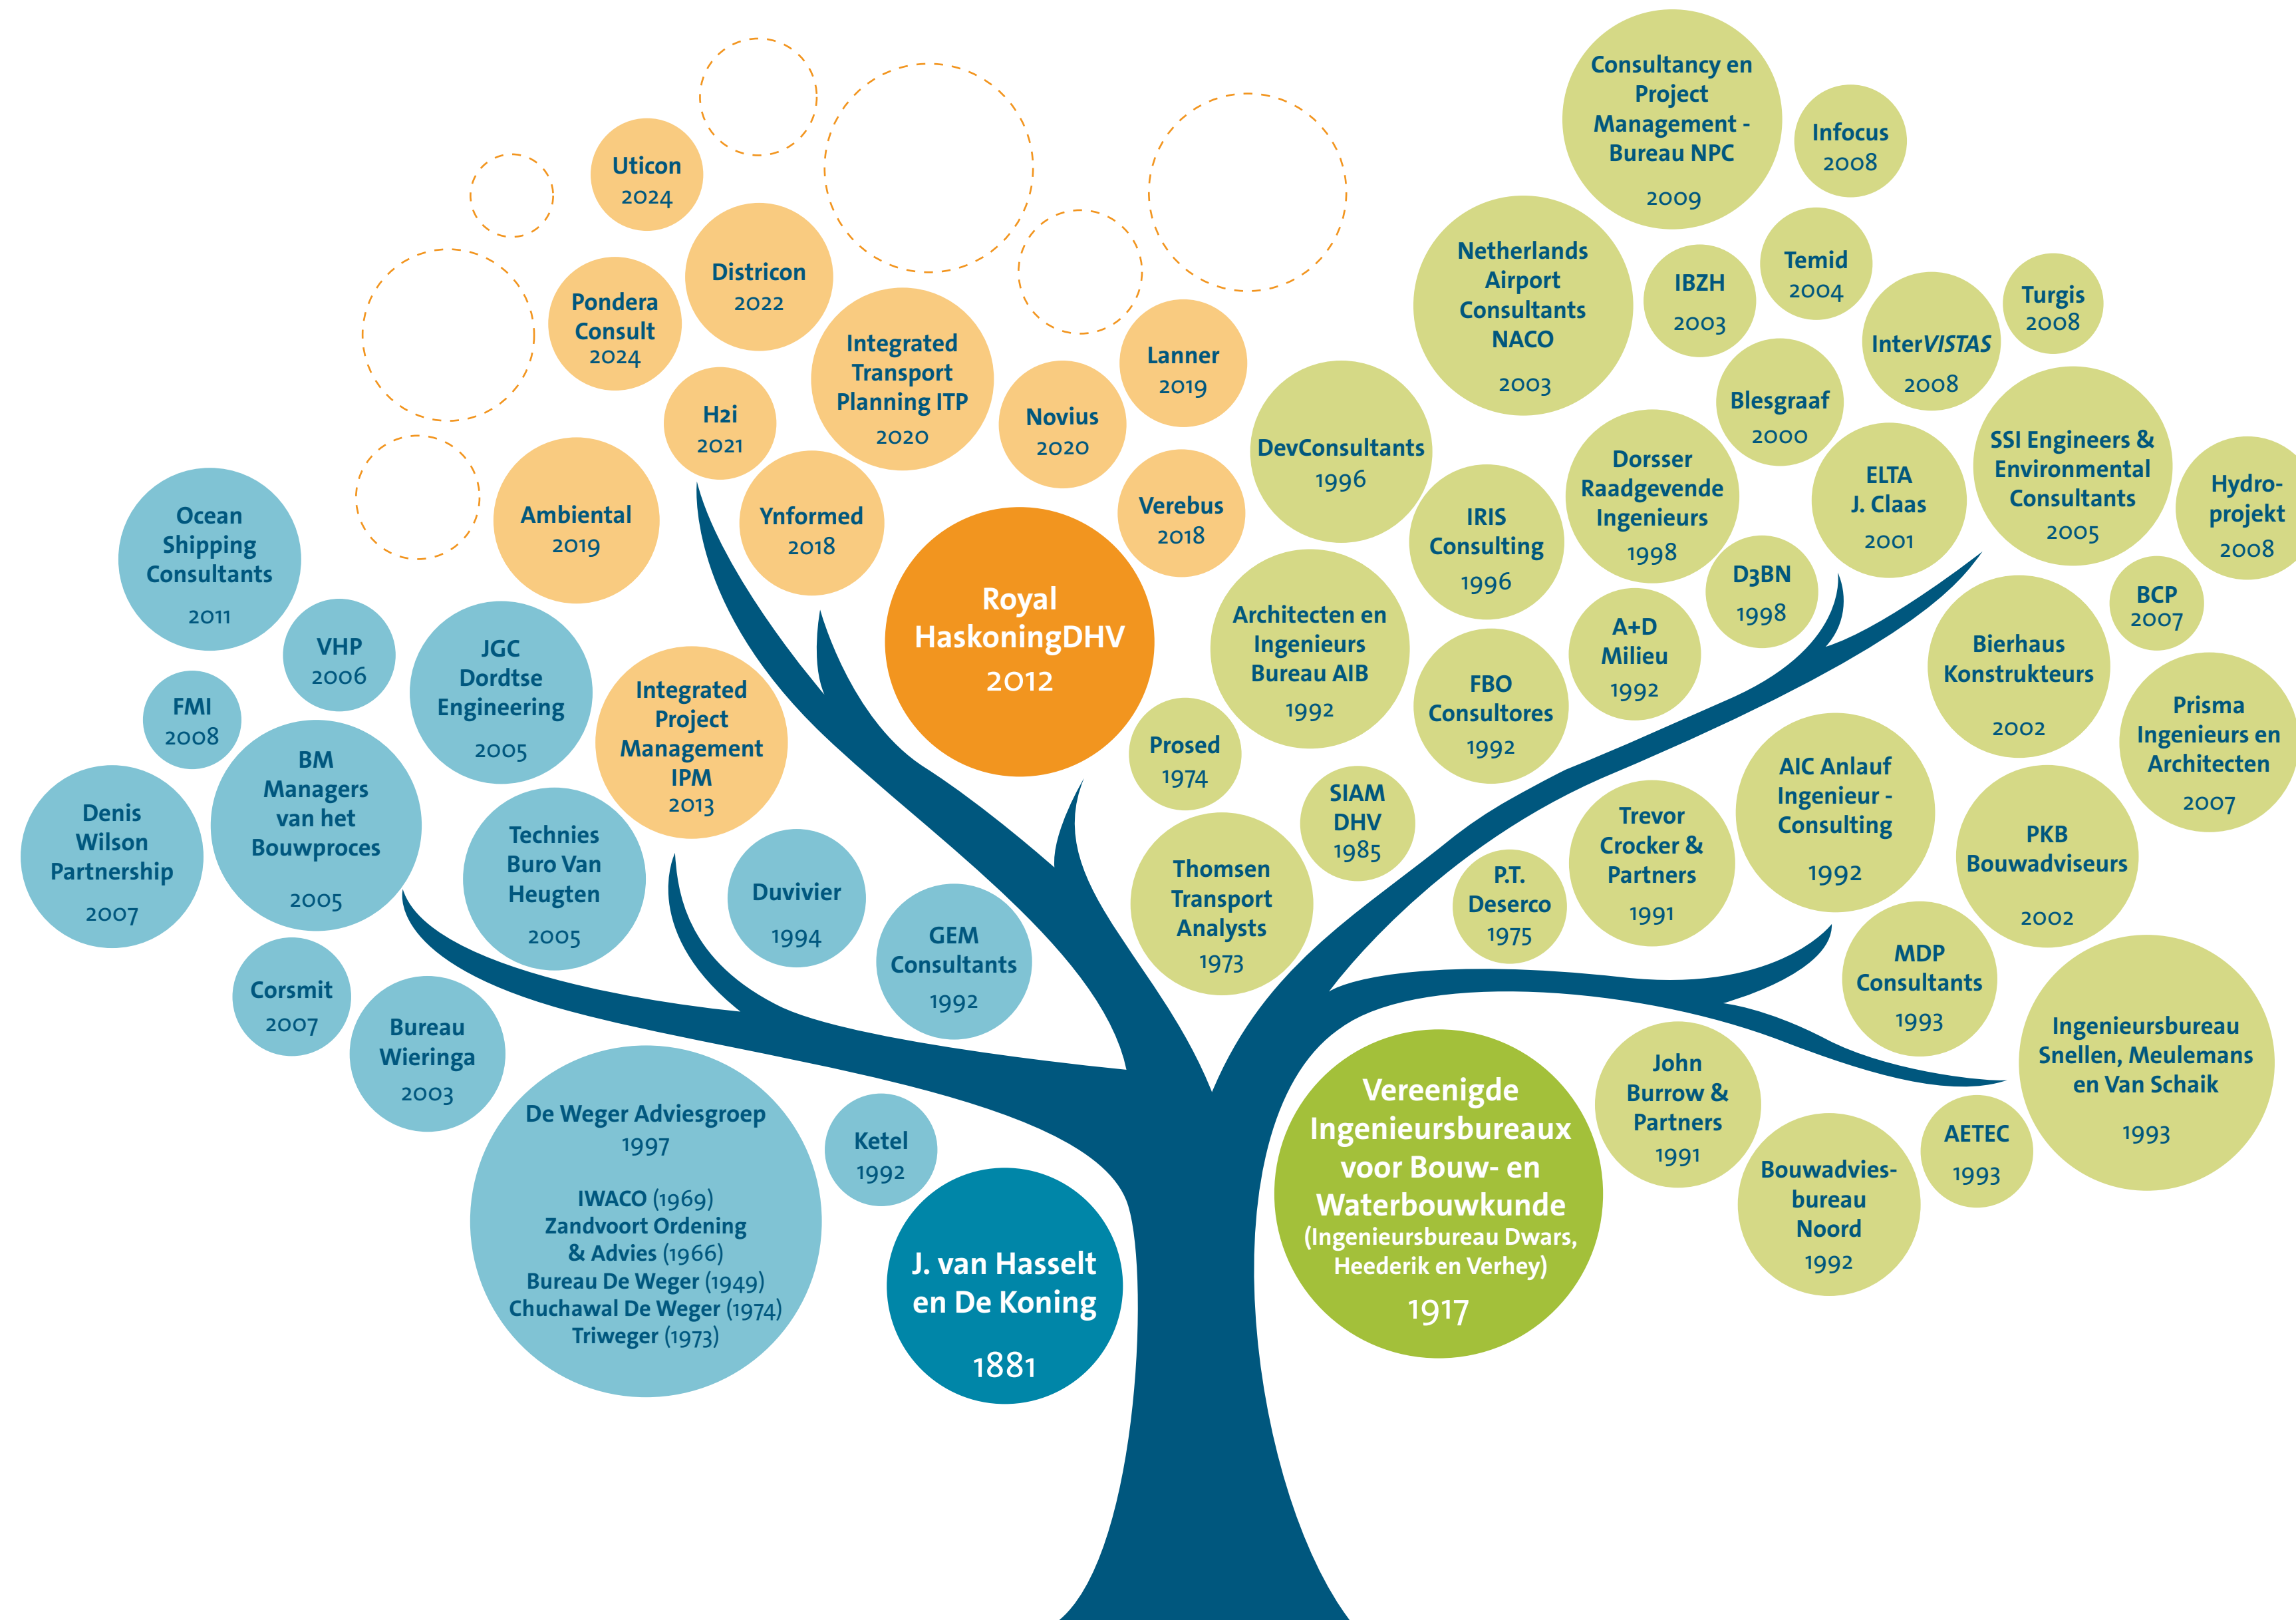 Uticon
2024
Districon
2022
Pondera
Consult
2024
Integrated
Transport
Planning ITP
2020
H2i
2021
Novius
2020
Lanner
2019
Ambiental
2019
Ynformed
2018
Verebus
2018
Royal
HaskoningDHV
2012
Integrated
Project
Management
IPM
2013
Ocean
Shipping
Consultants
2011
VHP
2006
FMI
2008
JGC
Dordtse
Engineering
2005
BM
Managers
van het
Bouwproces
2005
Denis
Wilson
Partnership
2007
Technies
Buro Van
Heugten
2005
Duvivier
1994
GEM
Consultants
1992
Corsmit
2007
Bureau
Wieringa
2003
De Weger Adviesgroep
1997
IWACO (1969)
Zandvoort Ordening
& Advies (1966)
Bureau De Weger (1949)
Chuchawal De Weger (1974)
Triweger (1973)
Ketel
1992
J. van Hasselt
en De Koning
1881
Consultancy en
Project
Management -
Bureau NPC
2009
Infocus
2008
Netherlands
Airport
Consultants
NACO
2003
IBZH
2003
Temid
2004
InterVISTAS
2008
Turgis
2008
Blesgraaf
2000
DevConsultants
1996
IRIS
Consulting
1996
Dorsser
Raadgevende
Ingenieurs
1998
ELTA
J. Claas
2001
SSI Engineers &
Environmental
Consultants
2005
Hydro-
projekt
2008
D3BN
1998
BCP
2007
Architecten en
Ingenieurs
Bureau AIB
1992
A+D
Milieu
1992
FBO
Consultores
1992
Bierhaus
Konstrukteurs
2002
Prisma
Ingenieurs en
Architecten
2007
Prosed
1974
SIAM
DHV
1985
Thomsen
Transport
Analysts
1973
P.T.
Deserco
1975
Trevor
Crocker &
Partners
1991
AIC Anlauf
Ingenieur -
Consulting
1992
PKB
Bouwadviseurs
2002
MDP
Consultants
1993
Ingenieursbureau
Snellen, Meulemans
en Van Schaik
1993
John
Burrow &
Partners
1991
AETEC
1993
Bouwadvies-
bureau
Noord
1992
Vereenigde
Ingenieursbureaux
voor Bouw- en
Waterbouwkunde
(Ingenieursbureau Dwars,
Heederik en Verhey)
1917